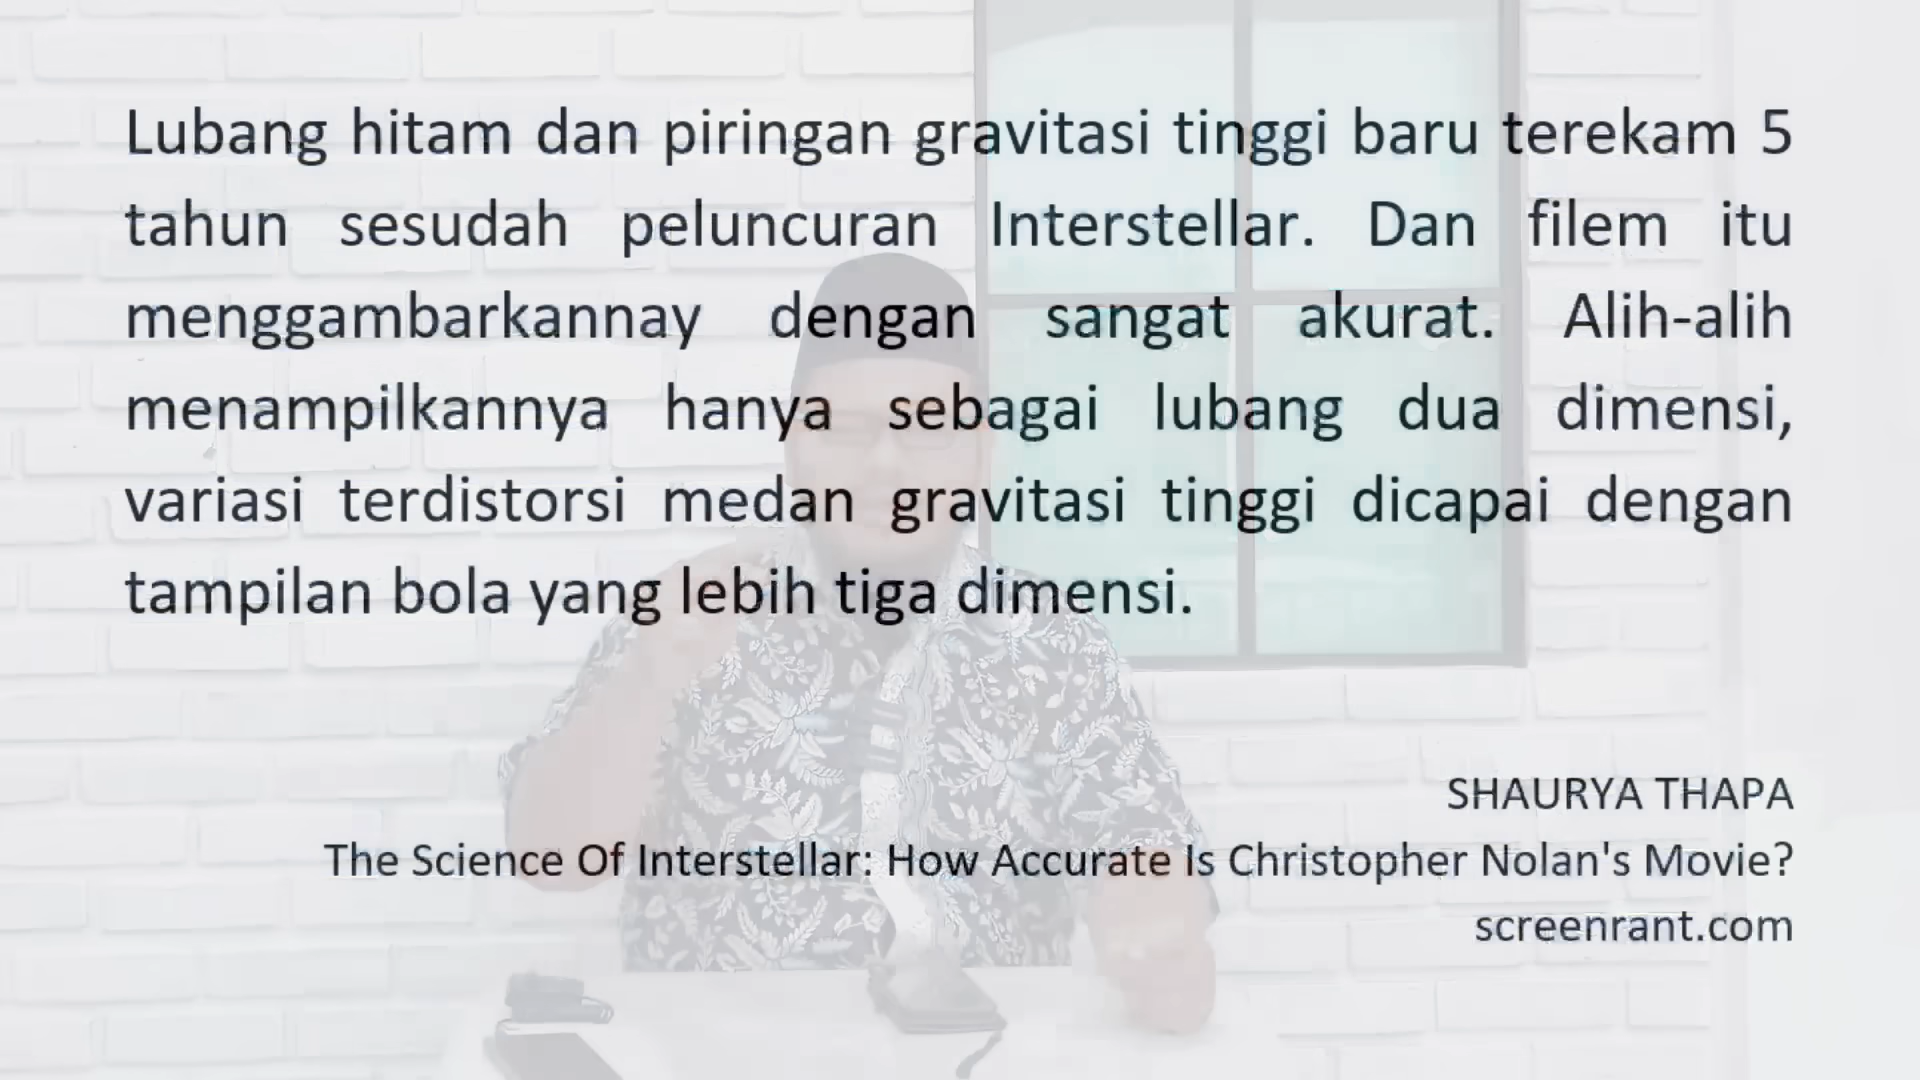 Lubang hitam dan piringan gravitasi tinggi baru terekam 5
tahun sesudah peluncuran Interstellar. Dan filem itu
menggambarkannay dengan sangat akurat. Alih-alih
menampilkannya hanya sebagai lubang dua dimensi,
variasi terdistorsi medan gravitasi tinggi dicapai dengan
tampilan bola yang lebih tiga dimensi.
SHAURYA THAPA
The Science Of Interstellar: How Accurate Is Christopher Nolan's Movie?
screenrant.com